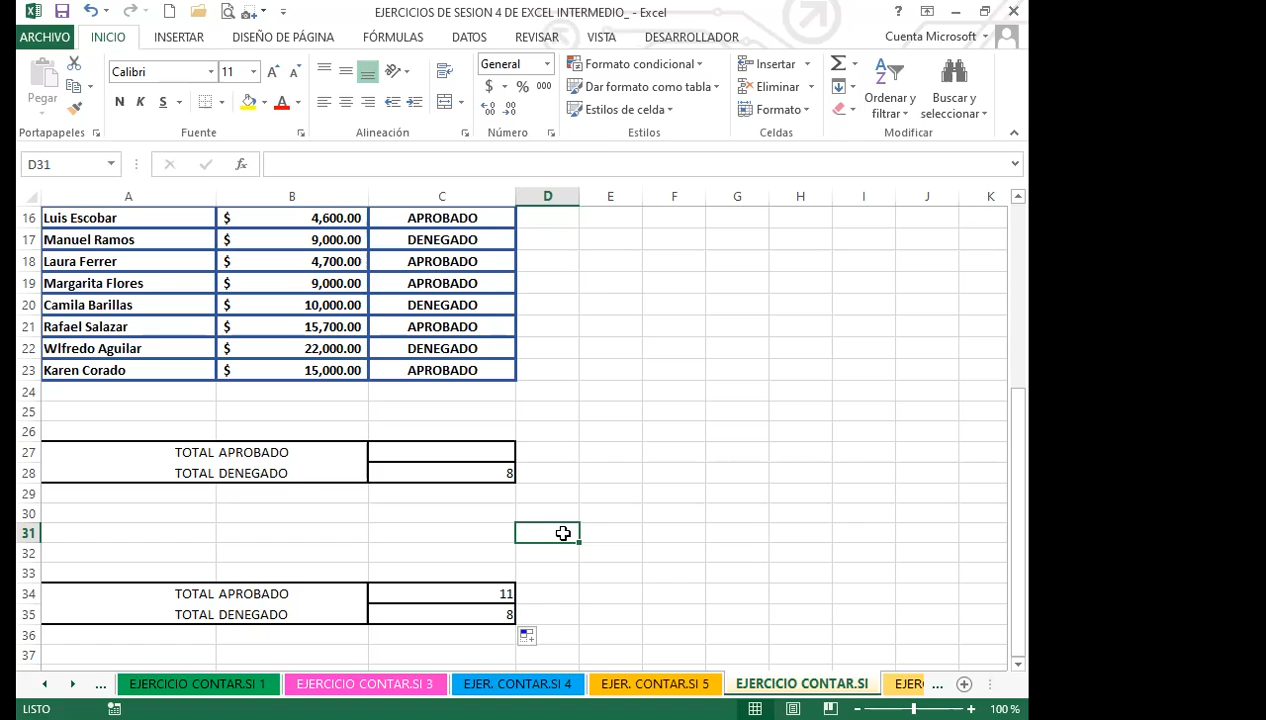 EJERCICIOS DE SESION 4 DE EXCEL INTERMEDIO_ - Excel
ARCHIVO INICIO INSERTAR DISEÑO DE PÁGINA FÓRMULAS DATOS REVISAR VISTA DESARROLLADOR Cuenta Microsoft
Pegar
Calibri 11
N K S
General
$ % 000
Formato condicional
Dar formato como tabla
Estilos de celda
Insertar
Eliminar
Formato
Ordenar y filtrar
Buscar y seleccionar
Portapapeles Fuente Alineación Número Estilos Celdas Modificar
D31 fx
A B C D E F G H I J K
16 Luis Escobar $ 4,600.00 APROBADO
17 Manuel Ramos $ 9,000.00 DENEGADO
18 Laura Ferrer $ 4,700.00 APROBADO
19 Margarita Flores $ 9,000.00 APROBADO
20 Camila Barillas $ 10,000.00 DENEGADO
21 Rafael Salazar $ 15,700.00 APROBADO
22 Wlfredo Aguilar $ 22,000.00 DENEGADO
23 Karen Corado $ 15,000.00 APROBADO
24
25
26
27 TOTAL APROBADO
28 TOTAL DENEGADO 8
29
30
31
32
33
34 TOTAL APROBADO 11
35 TOTAL DENEGADO 8
36
37
... EJERCICIO CONTAR.SI 1 EJERCICIO CONTAR.SI 3 EJER. CONTAR.SI 4 EJER. CONTAR.SI 5 EJERCICIO CONTAR.SI EJER( ...
LISTO 100 %